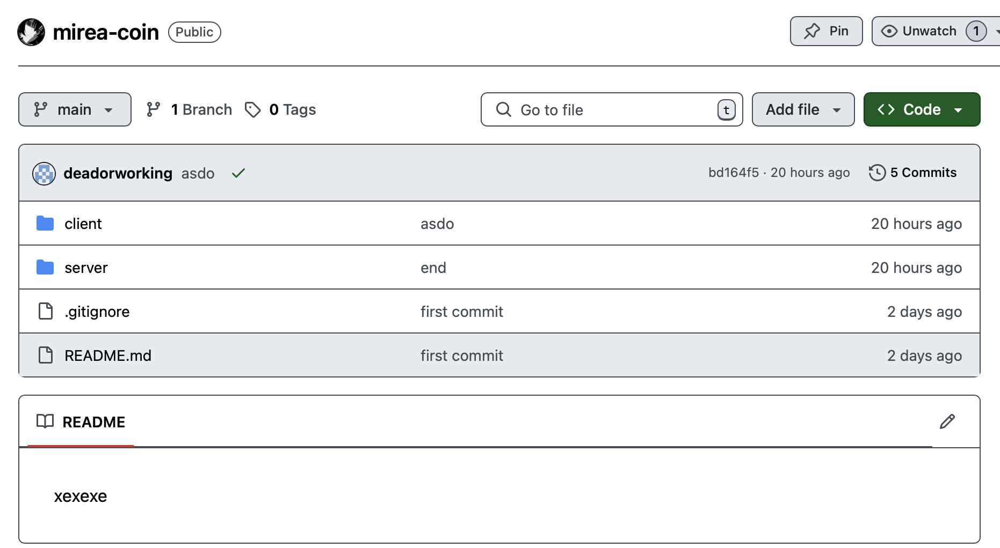 mirea-coin Public Pin Unwatch 1
main 1 Branch 0 Tags Go to file t Add file Code
deadorworking asdo bd164f5 · 20 hours ago 5 Commits
client asdo 20 hours ago
server end 20 hours ago
.gitignore first commit 2 days ago
README.md first commit 2 days ago
README
xexexe